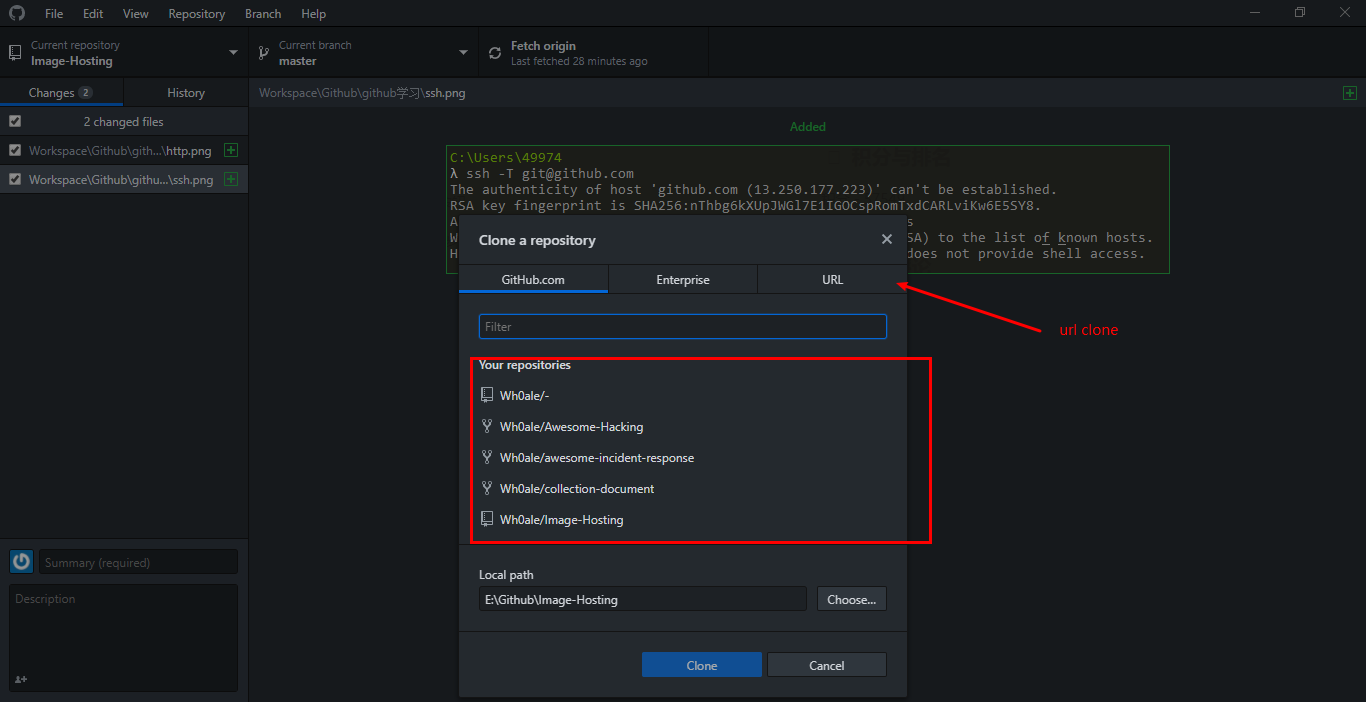 File Edit View Repository Branch Help
Current repository
Image-Hosting
Current branch
master
Fetch origin
Last fetched 28 minutes ago
Changes 2
History
Workspace\Github\github学习\ssh.png
2 changed files
Workspace\Github\gith...\http.png
Workspace\Github\githu...\ssh.png
Added
C:\Users\49974
λ ssh -T git@github.com
The authenticity of host 'github.com (13.250.177.223)' can't be established.
RSA key fingerprint is SHA256:nThbg6kXUpJWGl7E1IGOCspRomTxdCARLviKw6E5SY8.
A s
W SA) to the list of known hosts.
H does not provide shell access.
Clone a repository
GitHub.com Enterprise URL
url clone
Filter
Your repositories
Wh0ale/-
Wh0ale/Awesome-Hacking
Wh0ale/awesome-incident-response
Wh0ale/collection-document
Wh0ale/Image-Hosting
Local path
E:\Github\Image-Hosting
Choose...
Clone Cancel
Summary (required)
Description